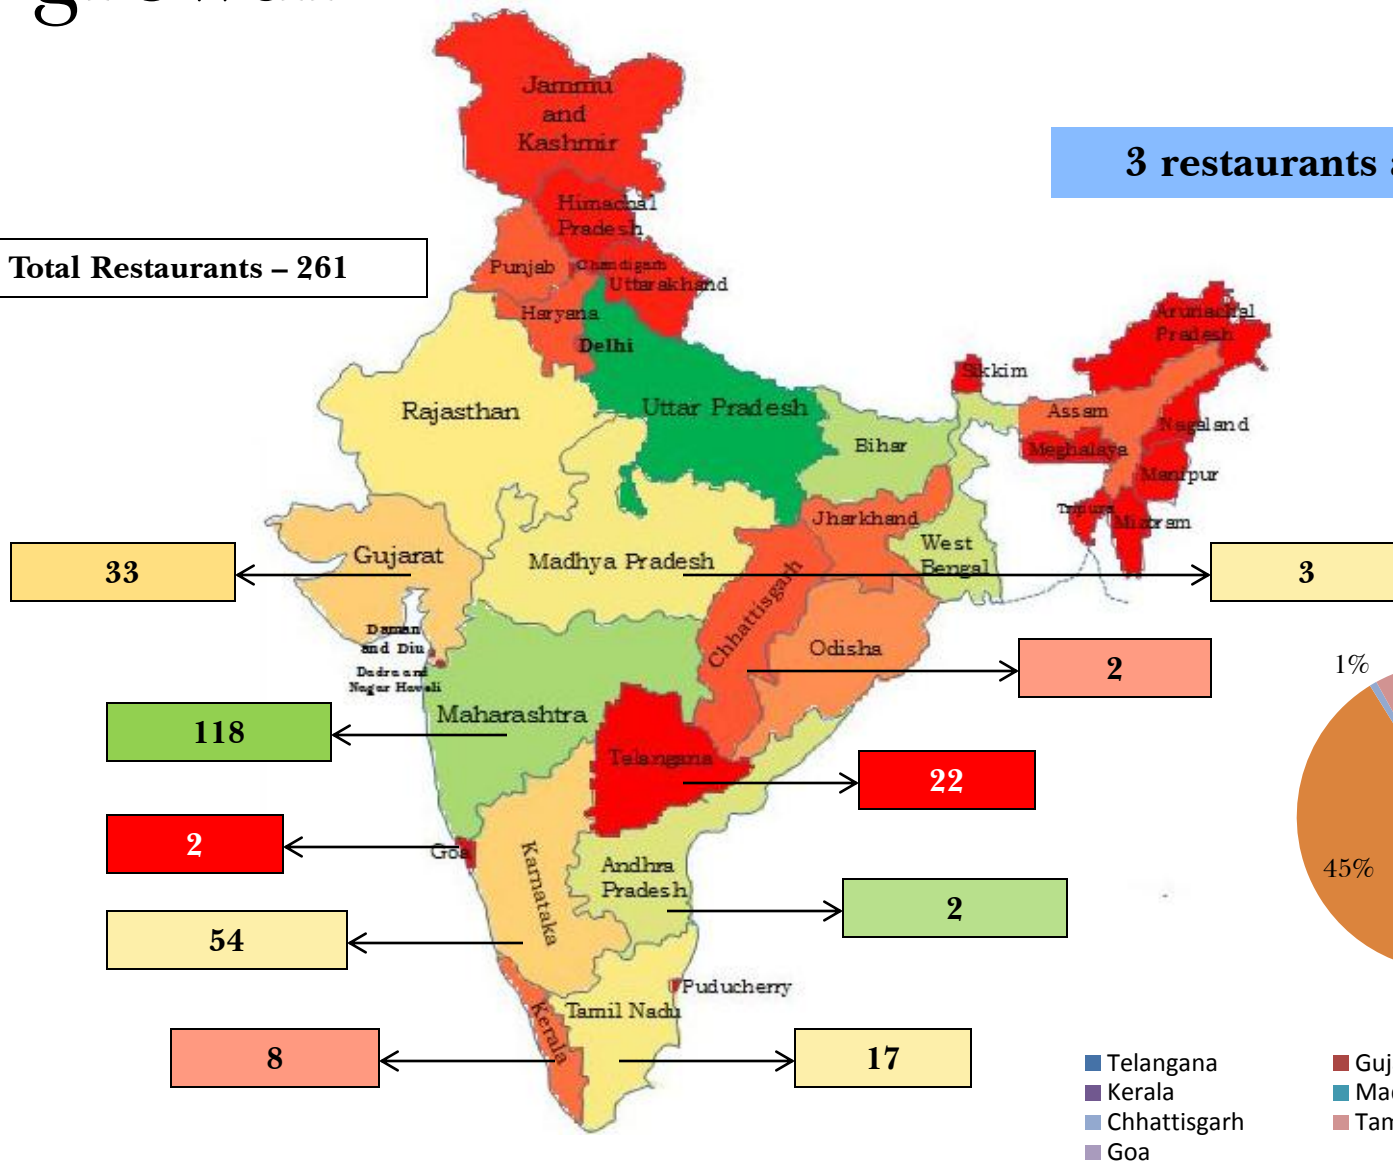 Jammu
and
Kashmir
3 restaurants
Himachal
Pradesh
Total Restaurants – 261
Punjab
Chandigarh
Uttarakhand
Haryana
Delhi
Arunachal
Pradesh
Sikkim
Rajasthan
Uttar Pradesh
Assam
Nagaland
Bihar
Meghalaya
Manipur
Tripura
Mizoram
Jharkhand
West
Bengal
Gujarat
Madhya Pradesh
33
3
Chhattisgarh
Daman
and Diu
Dadra and
Nagar Haveli
Odisha
2
1%
Maharashtra
118
Telangana
22
2
Goa
Karnataka
Andhra
Pradesh
45%
2
54
Puducherry
Tamil Nadu
Kerala
8
17
Telangana
Kerala
Chhattisgarh
Goa